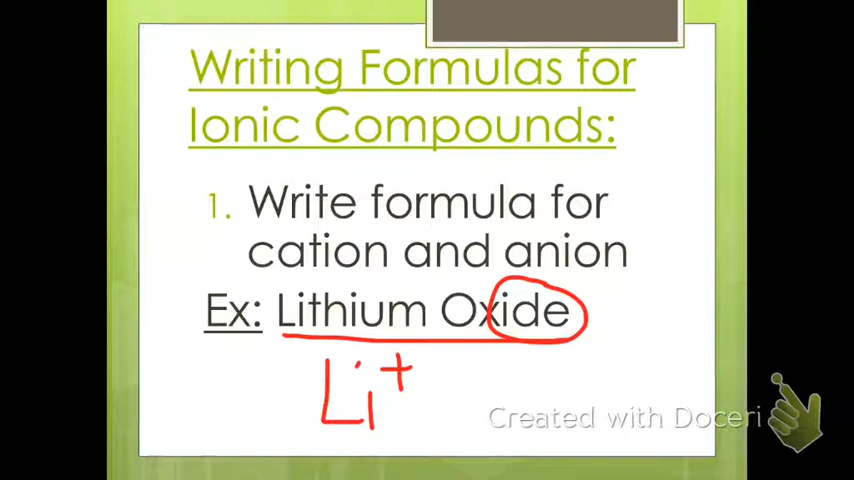 Writing Formulas for
Ionic Compounds:
1. Write formula for
cation and anion
Ex: Lithium Oxide
Li+
Created with Doceri